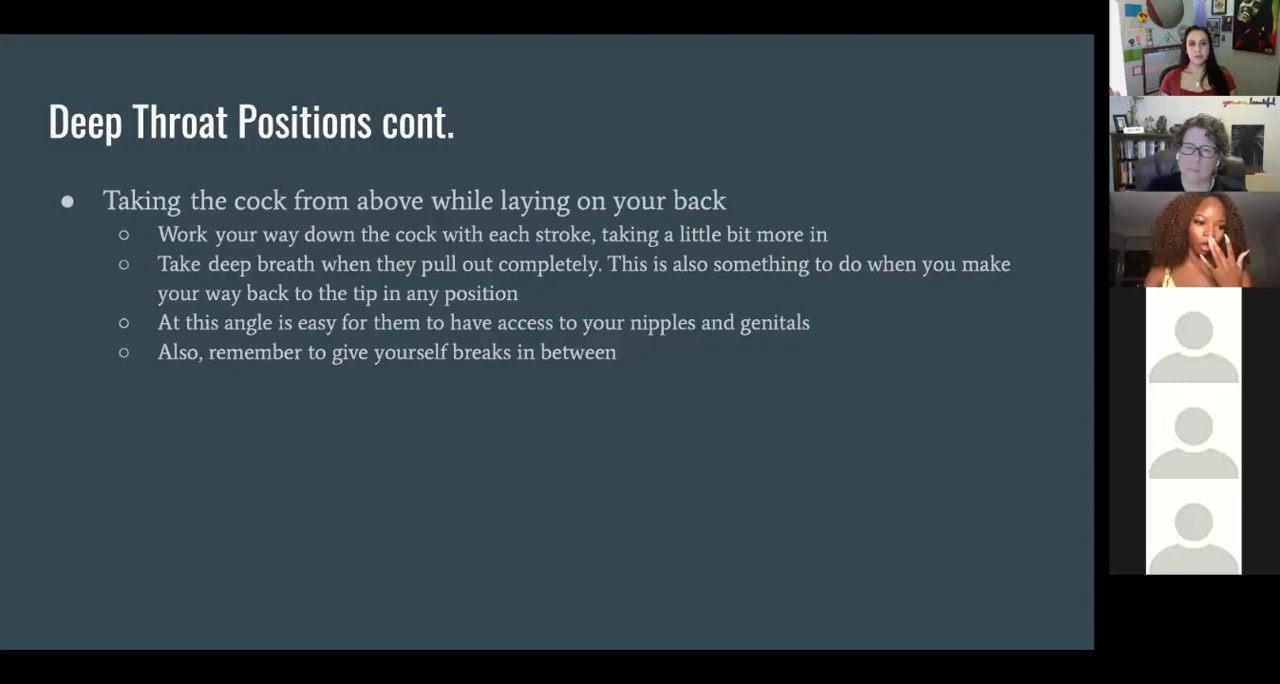 Deep Throat Positions cont.
● Taking the cock from above while laying on your back
○ Work your way down the cock with each stroke, taking a little bit more in
○ Take deep breath when they pull out completely. This is also something to do when you make
your way back to the tip in any position
○ At this angle is easy for them to have access to your nipples and genitals
○ Also, remember to give yourself breaks in between